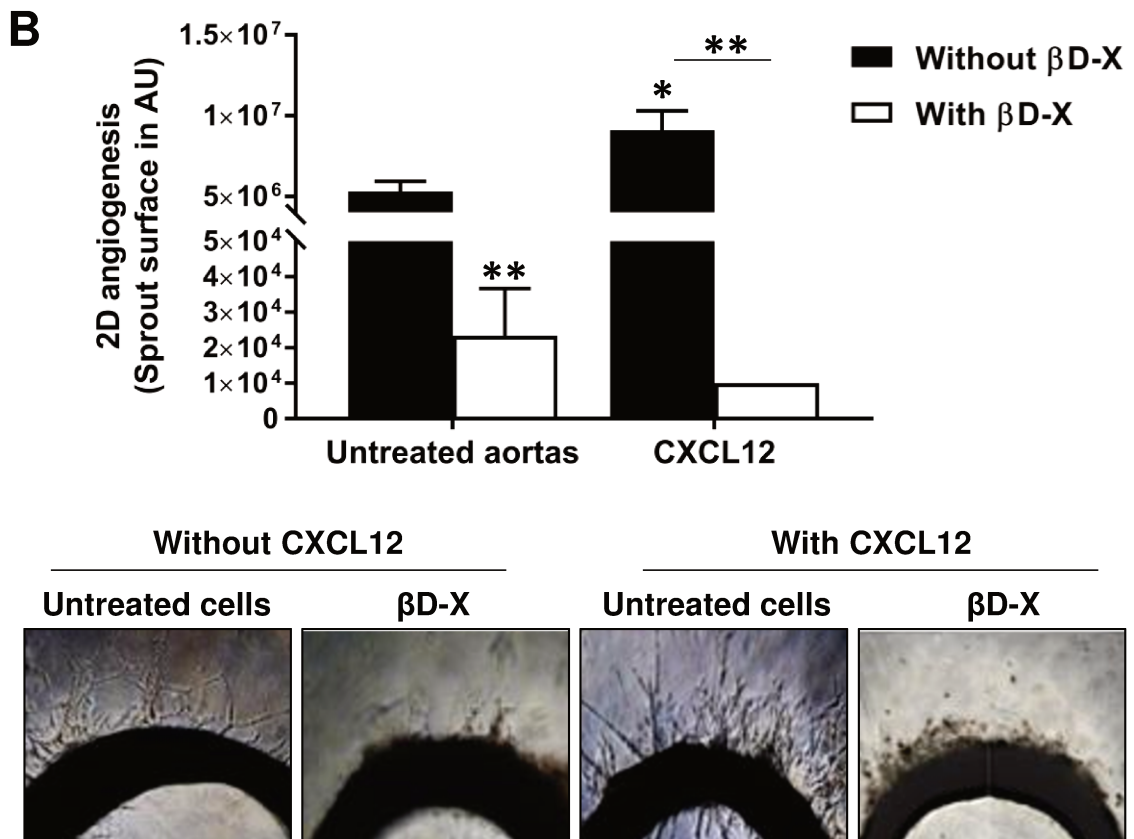 B
2D angiogenesis
(Sprout surface in AU)
1.5×10⁷
1×10⁷
5×10⁶
5×10⁴
4×10⁴
3×10⁴
2×10⁴
1×10⁴
0
**
*
**
Without βD-X
With βD-X
Untreated aortas CXCL12
Without CXCL12 With CXCL12
Untreated cells βD-X Untreated cells βD-X